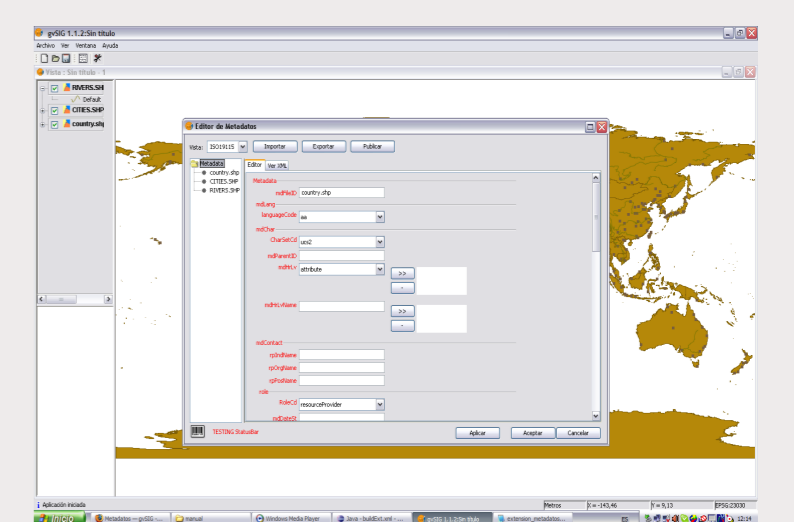 gvSIG 1.1.2:Sin título
Archivo Ver Ventana Ayuda
Vista : Sin título - 1
RIVERS.SH
Default
CITIES.SHP
country.shp
Editor de Metadatos
Vista: ISO19115 Importar Exportar Publicar
Metadata
country.shp
CITIES.SHP
RIVERS.SHP
Editor Ver XML
Metadata
mdFileID country.shp
mdLang
languageCode aa
mdChar
CharSetCd ucs2
mdParentID
mdHrLv attribute >>
-
mdHrLvName >>
-
mdContact
rpIndName
rpOrgName
rpPosName
role
RoleCd resourceProvider
mdDateSt
TESTING StatusBar Aplicar Aceptar Cancelar
Aplicación iniciada Metros X = -143,46 Y = 9,13 EPSG:23030
Inicio Metadatos — gvSIG -... manual Windows Media Player Java - buildExt.xml - ... gvSIG 1.1.2:Sin título extension_metadatos... ES 12:14